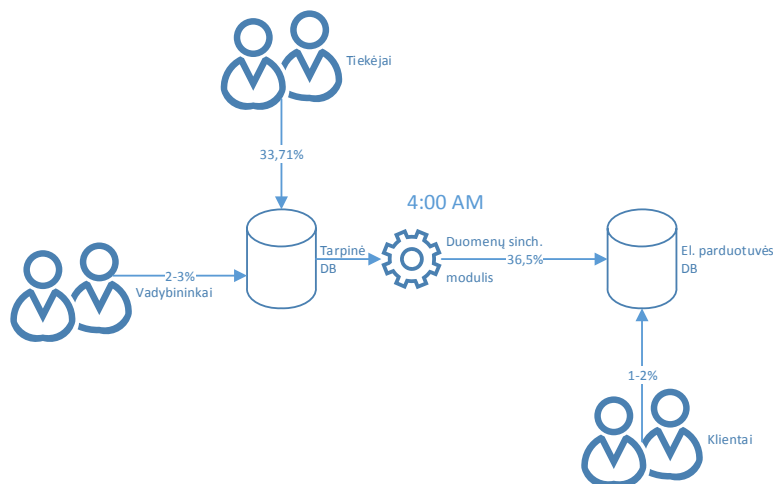 Tiekėjai
33,71%
4:00 AM
Tarpinė
DB
Duomenų sinch.
36,5%
modulis
El. parduotuvės
DB
2-3%
Vadybininkai
1-2%
Klientai